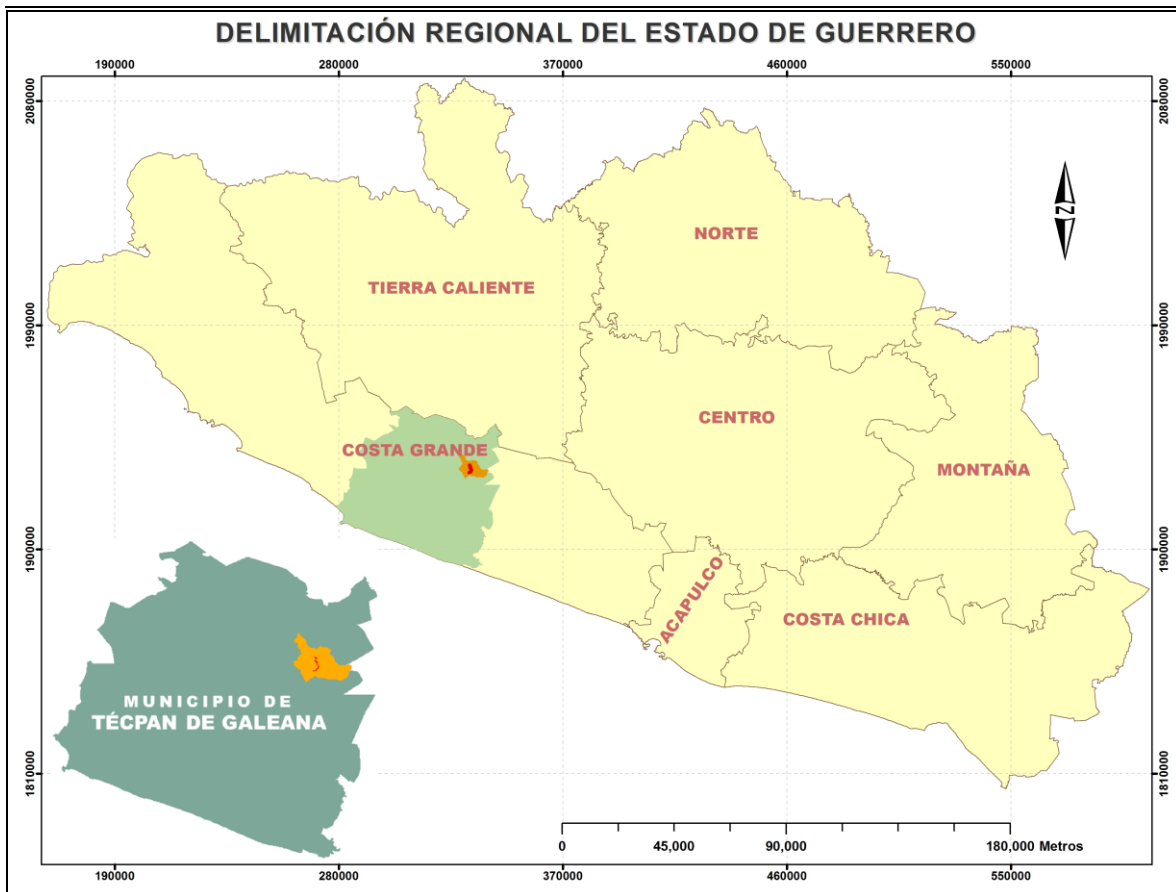 DELIMITACIÓN REGIONAL DEL ESTADO DE GUERRERO
190000 280000 370000 460000 550000
2080000 2080000
N
NORTE
TIERRA CALIENTE
1990000 1990000
CENTRO
COSTA GRANDE
MONTAÑA
1900000 1900000
ACAPULCO
COSTA CHICA
MUNICIPIO DE
TÉCPAN DE GALEANA
1810000 1810000
0 45,000 90,000 180,000 Metros
190000 280000 370000 460000 550000